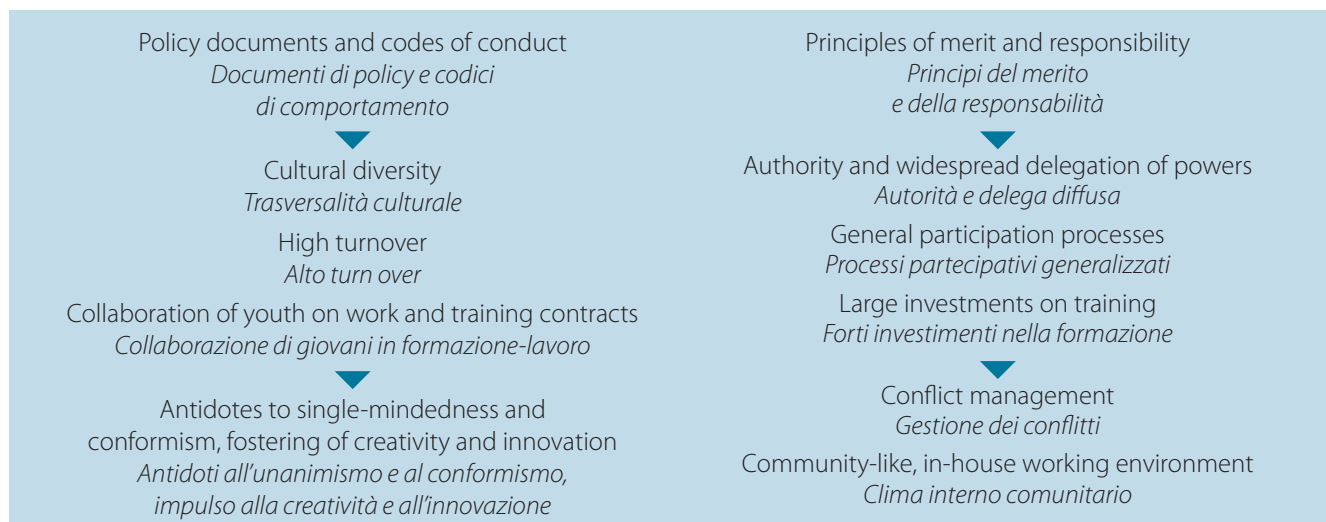 Policy documents and codes of conduct
Documenti di policy e codici
di comportamento
Cultural diversity
Trasversalità culturale
High turnover
Alto turn over
Collaboration of youth on work and training contracts
Collaborazione di giovani in formazione-lavoro
Antidotes to single-mindedness and
conformism, fostering of creativity and innovation
Antidoti all’unanimismo e al conformismo,
impulso alla creatività e all’innovazione
Principles of merit and responsibility
Principi del merito
e della responsabilità
Authority and widespread delegation of powers
Autorità e delega diffusa
General participation processes
Processi partecipativi generalizzati
Large investments on training
Forti investimenti nella formazione
Conflict management
Gestione dei conflitti
Community-like, in-house working environment
Clima interno comunitario